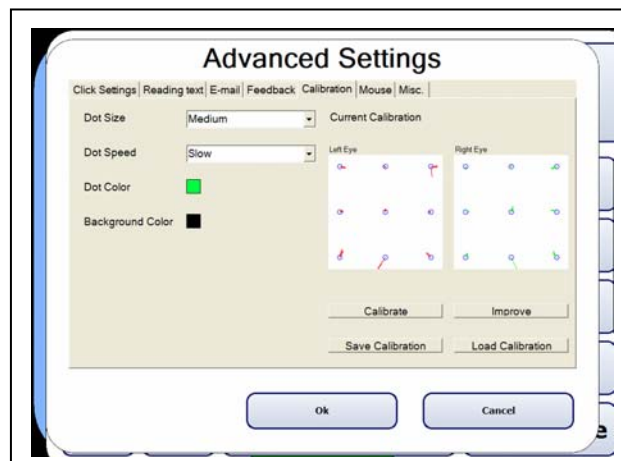 Advanced Settings
Click Settings Reading text E-mail Feedback Calibration Mouse Misc.
Dot Size Medium Current Calibration
Dot Speed Slow Left Eye Right Eye
Dot Color
Background Color
Calibrate Improve
Save Calibration Load Calibration
Ok Cancel
e